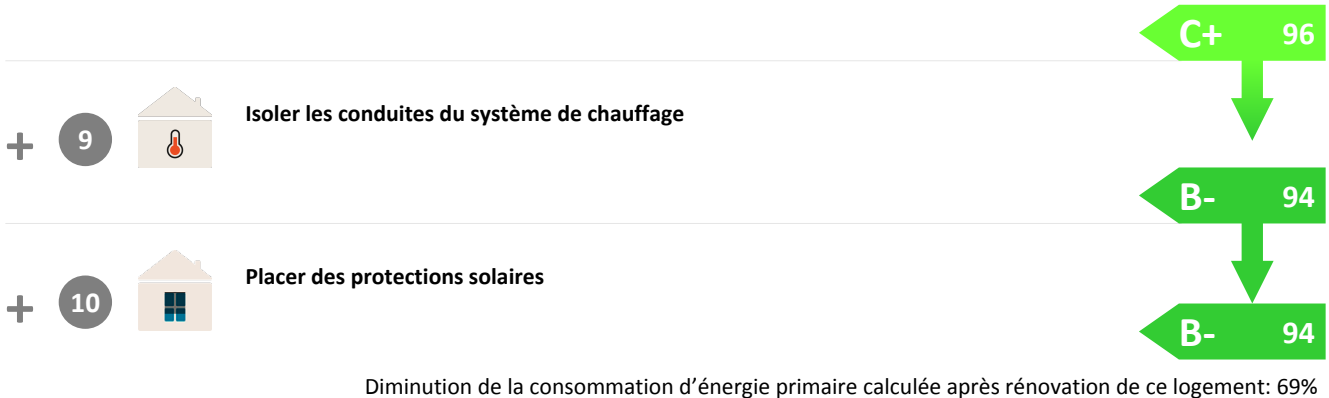 C+ 96
+ 9 Isoler les conduites du système de chauffage
B- 94
+ 10 Placer des protections solaires
B- 94
Diminution de la consommation d'énergie primaire calculée après rénovation de ce logement: 69%